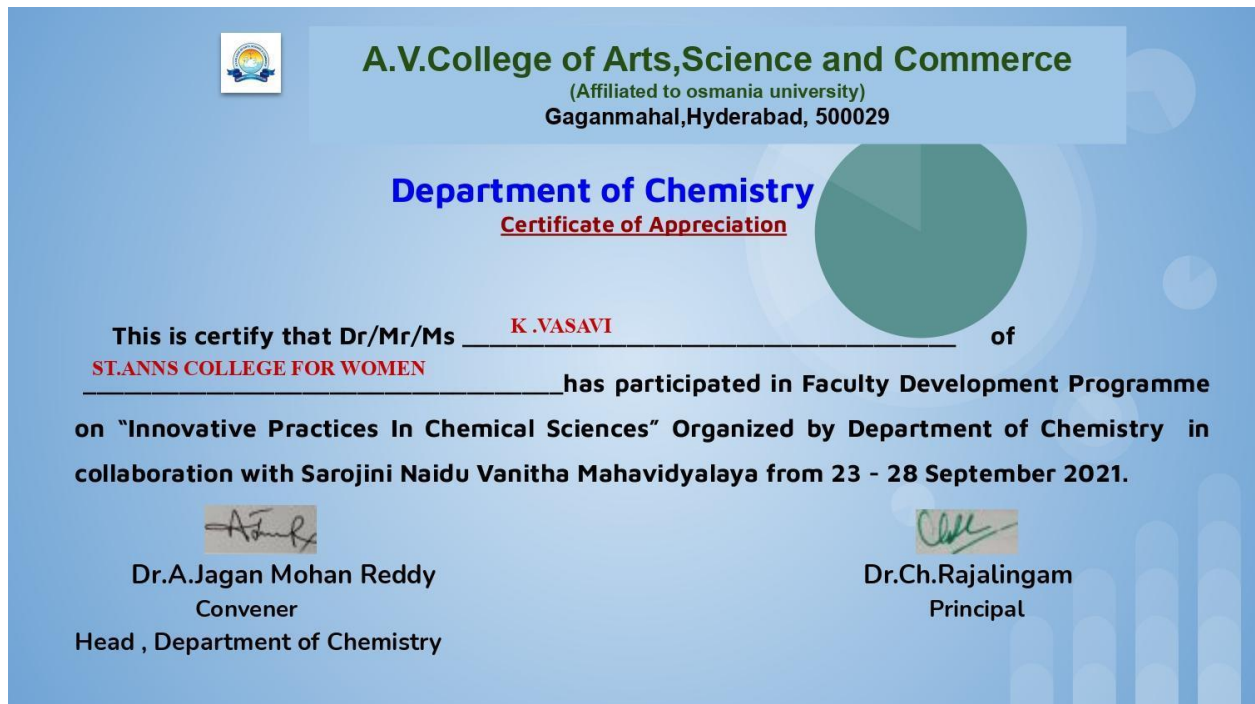 A.V.College of Arts,Science and Commerce
(Affiliated to osmania university)
Gaganmahal,Hyderabad, 500029
Department of Chemistry
Certificate of Appreciation
This is certify that Dr/Mr/Ms K .VASAVI of
ST.ANNS COLLEGE FOR WOMEN has participated in Faculty Development Programme
on “Innovative Practices In Chemical Sciences” Organized by Department of Chemistry in
collaboration with Sarojini Naidu Vanitha Mahavidyalaya from 23 - 28 September 2021.
Dr.A.Jagan Mohan Reddy
Convener
Head , Department of Chemistry
Dr.Ch.Rajalingam
Principal